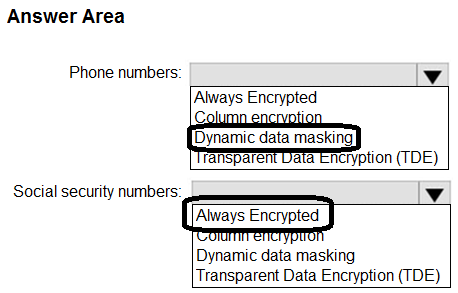 Answer Area
Phone numbers:
Always Encrypted
Column encryption
Dynamic data masking
Transparent Data Encryption (TDE)
Social security numbers:
Always Encrypted
Column encryption
Dynamic data masking
Transparent Data Encryption (TDE)